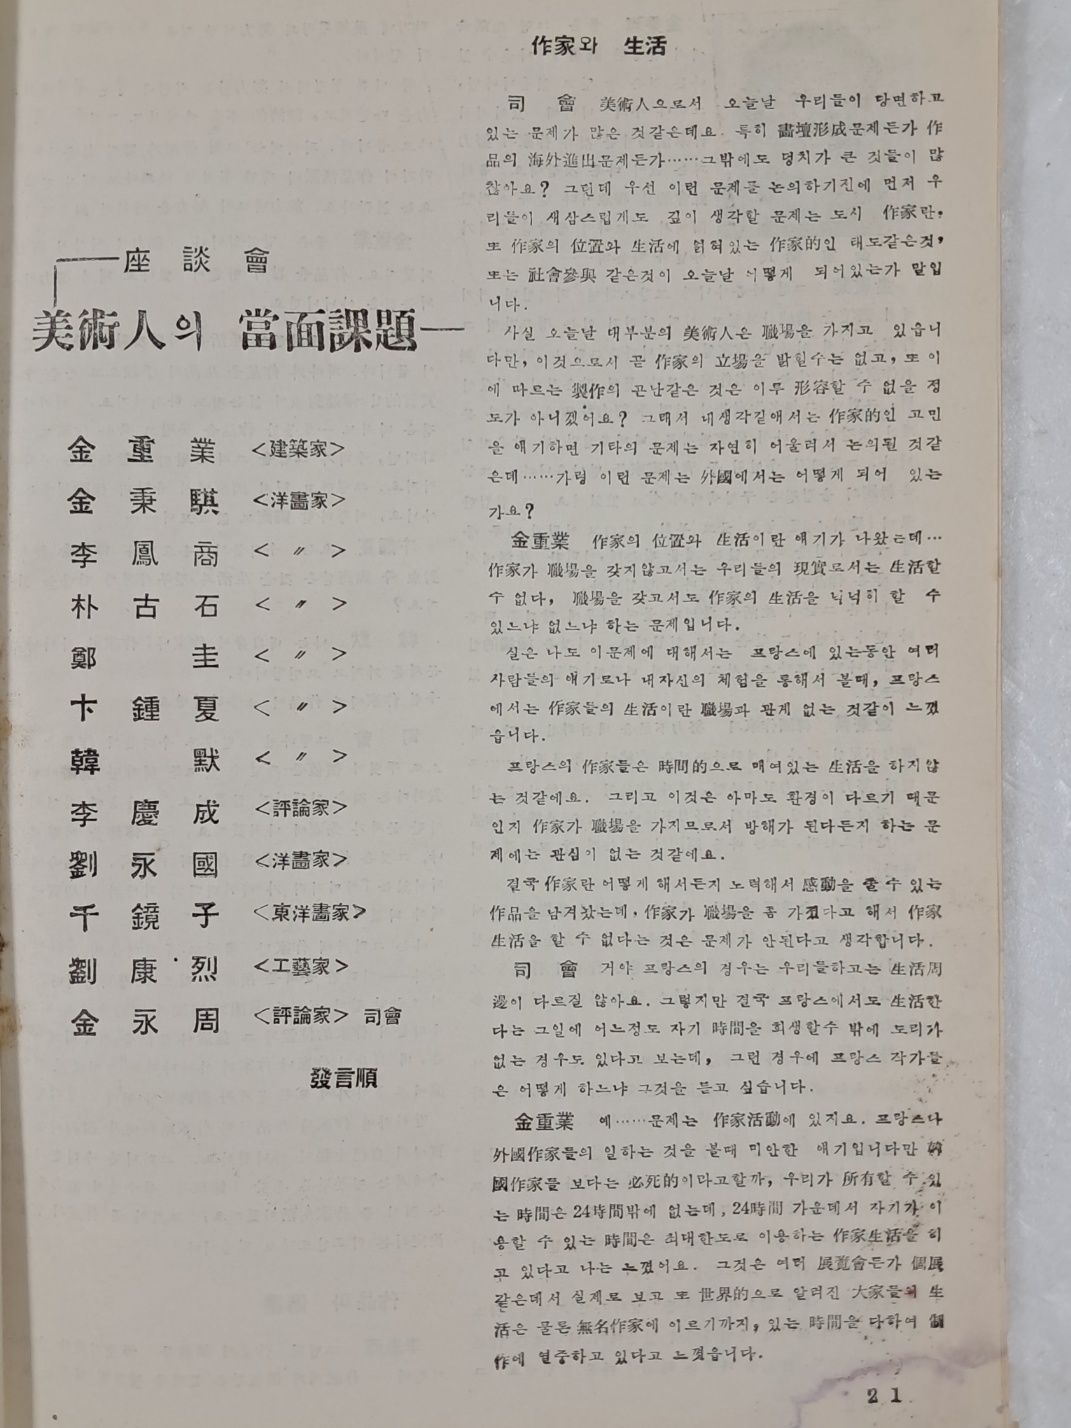 座談會
美術人의 當面課題
金重業 <建築家>
金秉騏 <洋畵家>
李鳳商 < 〃 >
朴古石 < 〃 >
鄭圭 < 〃 >
卞鍾夏 < 〃 >
韓默 < 〃 >
李慶成 <評論家>
劉永國 <洋畵家>
千鏡子 <東洋畵家>
劉康烈 <工藝家>
金永周 <評論家> 司會
發言順
作家와 生活
司 會 美術人으로서 오늘날 우리들이 당면하고
있는 문제가 많은 것같은데요 특히 畵壇形成문제든가 作
品의 海外進出문제든가……그밖에도 덩치가 큰 것들이 많
찮아요? 그런데 우선 이런 문제를 논의하기전에 먼저 우
리들이 새삼스럽게도 깊이 생각할 문제는 도시 作家란,
또 作家의 位置와 生活에 얽혀있는 作家的인 태도같은것,
또는 社會參與 같은것이 오늘날 어떻게 되어있는가 말입
니다.
사실 오늘날 대부분의 美術人은 職場을 가지고 있읍니
다만, 이것으로서 곧 作家의 立場을 밝힐수는 없고, 또 이
에 따르는 製作의 곤난같은 것은 이루 形容할 수 없을 정
도가 아니겠어요? 그래서 내생각같애서는 作家的인 고민
을 얘기하면 기타의 문제는 자연히 어울려서 논의될 것같
은데……가령 이런 문제는 外國에서는 어떻게 되어 있는
가요?
金重業 作家의 位置와 生活이란 얘기가 나왔는데…
作家가 職場을 갖지않고서는 우리들의 現實로서는 生活할
수 없다, 職場을 갖고서도 作家의 生活을 넉넉히 할 수
있느냐 없느냐 하는 문제입니다.
실은 나도 이문제에 대해서는 프랑스에 있는동안 여러
사람들의 얘기로나 내자신의 체험을 통해서 볼때, 프랑스
에서는 作家들의 生活이란 職場과 관계 없는 것같이 느꼈
읍니다.
프랑스의 作家들은 時間的으로 매여있는 生活을 하지않
는 것같에요. 그리고 이것은 아마도 환경이 다르기 때문
인지 作家가 職場을 가지므로서 방해가 된다든지 하는 문
제에는 관심이 없는 것같에요.
결국 作家란 어떻게 해서든지 노력해서 感動을 줄 수 있는
作品을 남겨놨는데, 作家가 職場을 좀 가졌다고 해서 作家
生活을 할 수 없다는 것은 문제가 안된다고 생각합니다.
司 會 거야 프랑스의 경우는 우리들하고는 生活周
邊이 다르질 않아요. 그렇지만 결국 프랑스에서도 生活한
다는 그일에 어느정도 자기 時間을 희생할수 밖에 도리가
없는 경우도 있다고 보는데, 그런 경우에 프랑스 작가들
은 어떻게 하느냐 그것을 듣고 싶습니다.
金重業 에……문제는 作家活動에 있지요. 프랑스나
外國作家들의 일하는 것을 볼때 미안한 얘기입니다만 韓
國作家들 보다는 必死的이라고할까, 우리가 所有할 수 있
는 時間은 24時間밖에 없는데, 24時間 가운데서 자기가 이
용할 수 있는 時間은 최대한도로 이용하는 作家生活을 하
고 있다고 나는 느꼈어요. 그것은 여러 展覽會든가 個展
같은데서 실제로 보고 또 世界的으로 알려진 大家들의 生
活은 물론 無名作家에 이르기까지, 있는 時間을 다하여 製
作에 열중하고 있다고 느꼈읍니다.
21